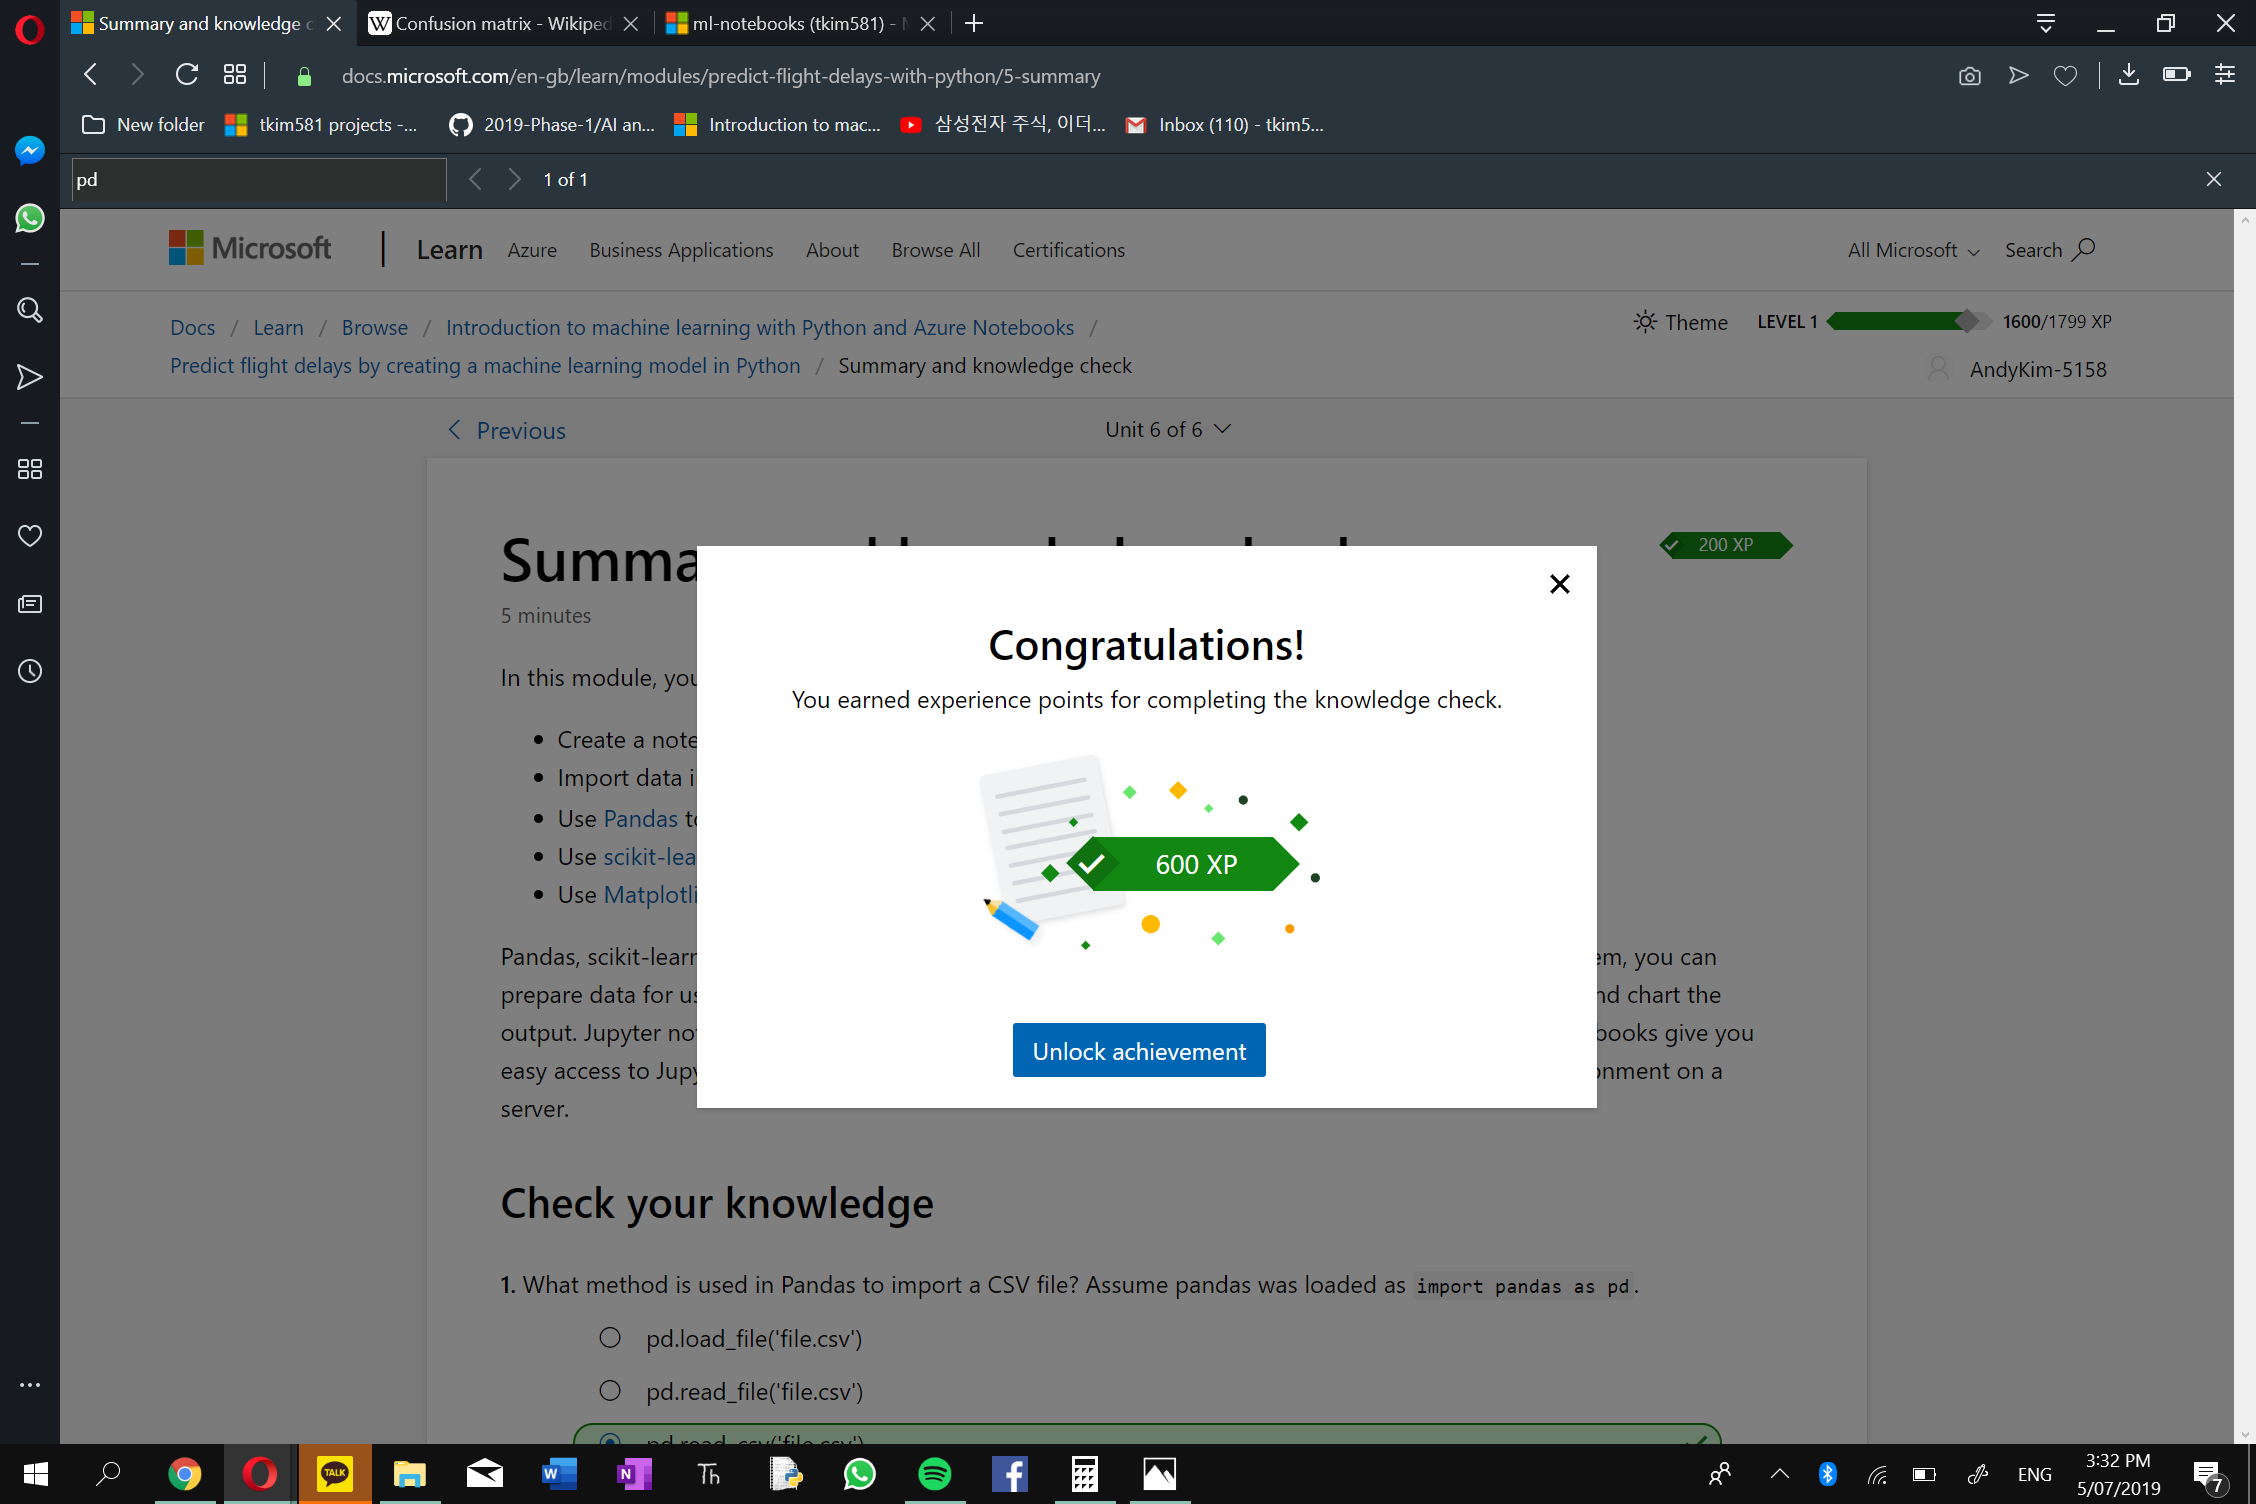 Summary and knowledge
Confusion matrix - Wikiped
ml-notebooks (tkim581) -
docs.microsoft.com/en-gb/learn/modules/predict-flight-delays-with-python/5-summary
New folder
tkim581 projects -...
2019-Phase-1/AI an...
Introduction to mac...
삼성전자 주식, 이더...
Inbox (110) - tkim5...
pd
1 of 1
Microsoft
Learn
Azure
Business Applications
About
Browse All
Certifications
All Microsoft
Search
Docs / Learn / Browse / Introduction to machine learning with Python and Azure Notebooks /
Predict flight delays by creating a machine learning model in Python / Summary and knowledge check
Theme
LEVEL 1
1600/1799 XP
AndyKim-5158
Previous
Unit 6 of 6
Summa
200 XP
5 minutes
In this module, you
• Create a note
• Import data i
• Use Pandas to
• Use scikit-lea
• Use Matplotli
Pandas, scikit-learn
em, you can
prepare data for us
nd chart the
output. Jupyter no
books give you
easy access to Jupy
onment on a
server.
Congratulations!
You earned experience points for completing the knowledge check.
600 XP
Unlock achievement
Check your knowledge
1. What method is used in Pandas to import a CSV file? Assume pandas was loaded as import pandas as pd.
pd.load_file('file.csv')
pd.read_file('file.csv')
pd.read_csv('file.csv')
TALK
Th
ENG
3:32 PM
5/07/2019
7